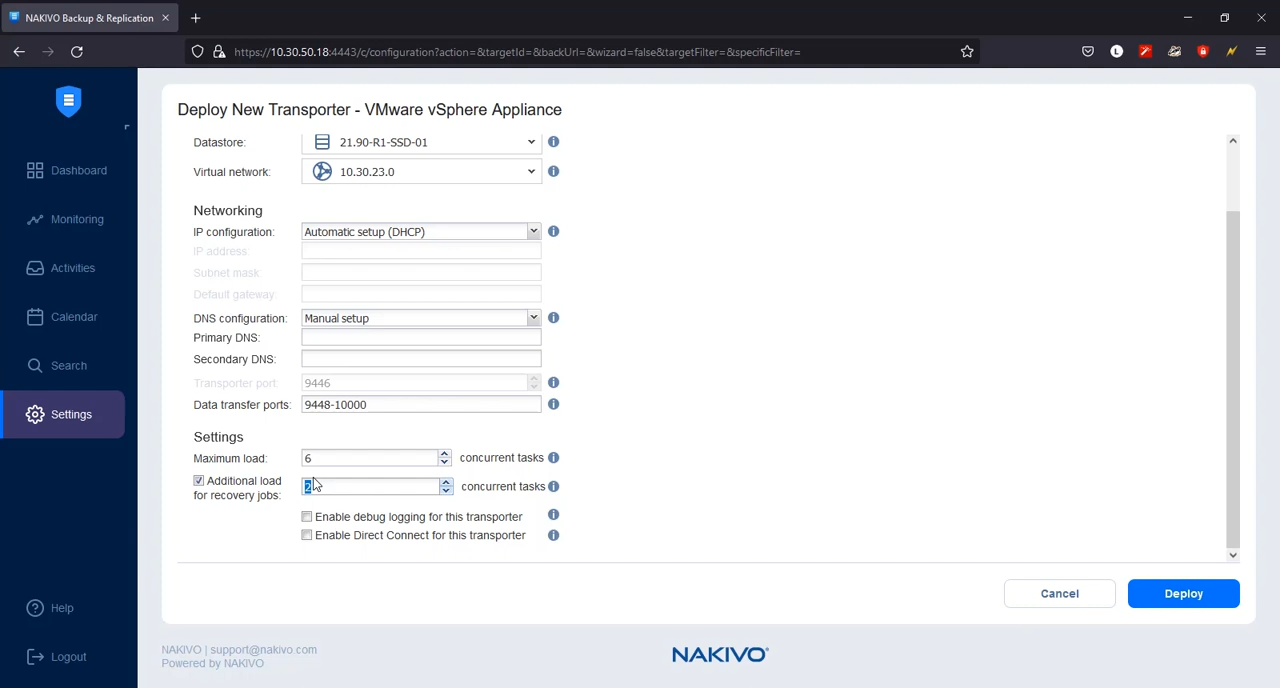 NAKIVO Backup & Replication
https://10.30.50.18:4443/c/configuration?action=&targetId=&backUrl=&wizard=false&targetFilter=&specificFilter=
Dashboard
Monitoring
Activities
Calendar
Search
Settings
Help
Logout
Deploy New Transporter - VMware vSphere Appliance
Datastore: 21.90-R1-SSD-01
Virtual network: 10.30.23.0
Networking
IP configuration: Automatic setup (DHCP)
IP address:
Subnet mask:
Default gateway:
DNS configuration: Manual setup
Primary DNS:
Secondary DNS:
Transporter port: 9446
Data transfer ports: 9448-10000
Settings
Maximum load: 6 concurrent tasks
Additional load
for recovery jobs: 2 concurrent tasks
Enable debug logging for this transporter
Enable Direct Connect for this transporter
Cancel
Deploy
NAKIVO | support@nakivo.com
Powered by NAKIVO
NAKIVO